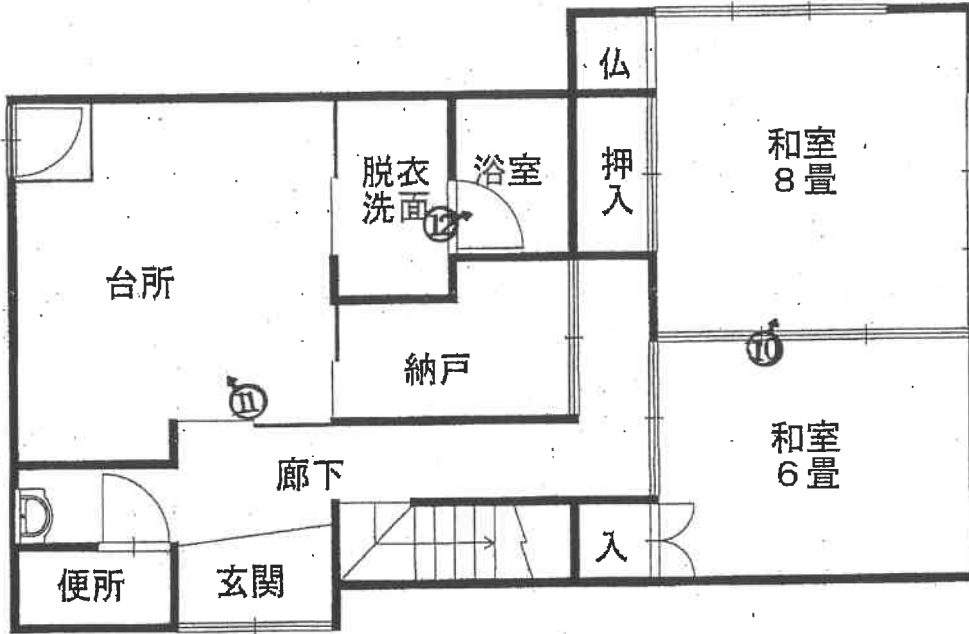 仏
和室
8畳
脱衣
洗面
浴室
押
入
⑫
台所
⑩
納戸
⑪
和室
6畳
廊下
入
便所
玄関